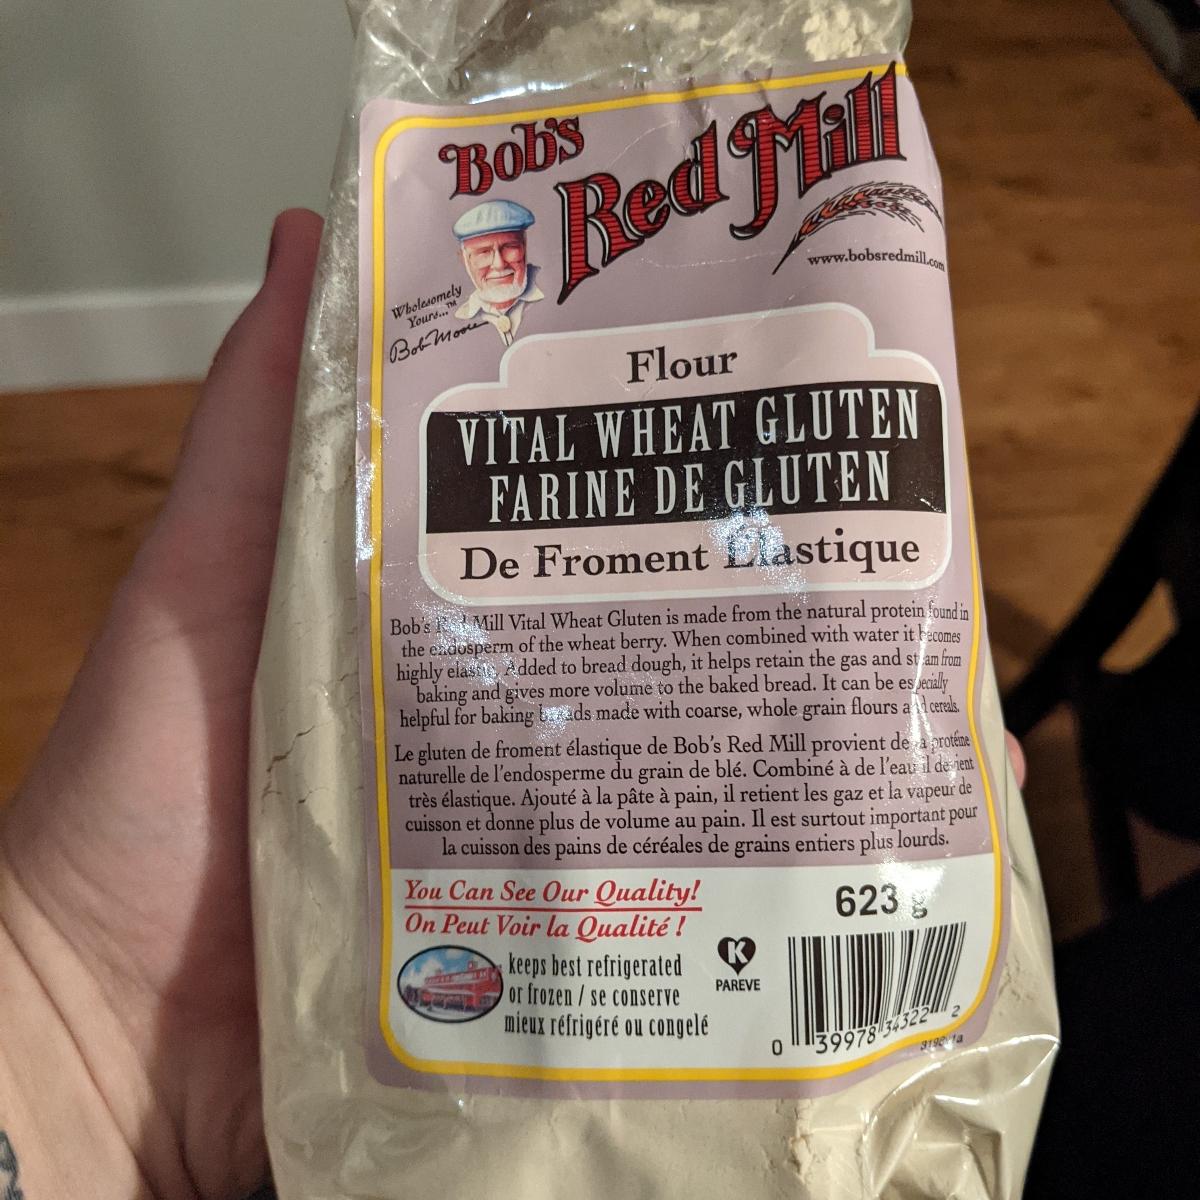 Bob's
Red Mill
www.bobsredmill.com
Wholesomely
Yours...™
Bob Moore
Flour
VITAL WHEAT GLUTEN
FARINE DE GLUTEN
De Froment Élastique
Bob's Red Mill Vital Wheat Gluten is made from the natural protein found in
the endosperm of the wheat berry. When combined with water it becomes
highly elastic. Added to bread dough, it helps retain the gas and steam from
baking and gives more volume to the baked bread. It can be especially
helpful for baking breads made with coarse, whole grain flours and cereals.
Le gluten de froment élastique de Bob's Red Mill provient de la protéine
naturelle de l'endosperme du grain de blé. Combiné à de l'eau il devient
très élastique. Ajouté à la pâte à pain, il retient les gaz et la vapeur de
cuisson et donne plus de volume au pain. Il est surtout important pour
la cuisson des pains de céréales de grains entiers plus lourds.
You Can See Our Quality!
On Peut Voir la Qualité !
623 g
keeps best refrigerated
or frozen / se conserve
mieux réfrigéré ou congelé
K
PAREVE
0 39978 34322 2